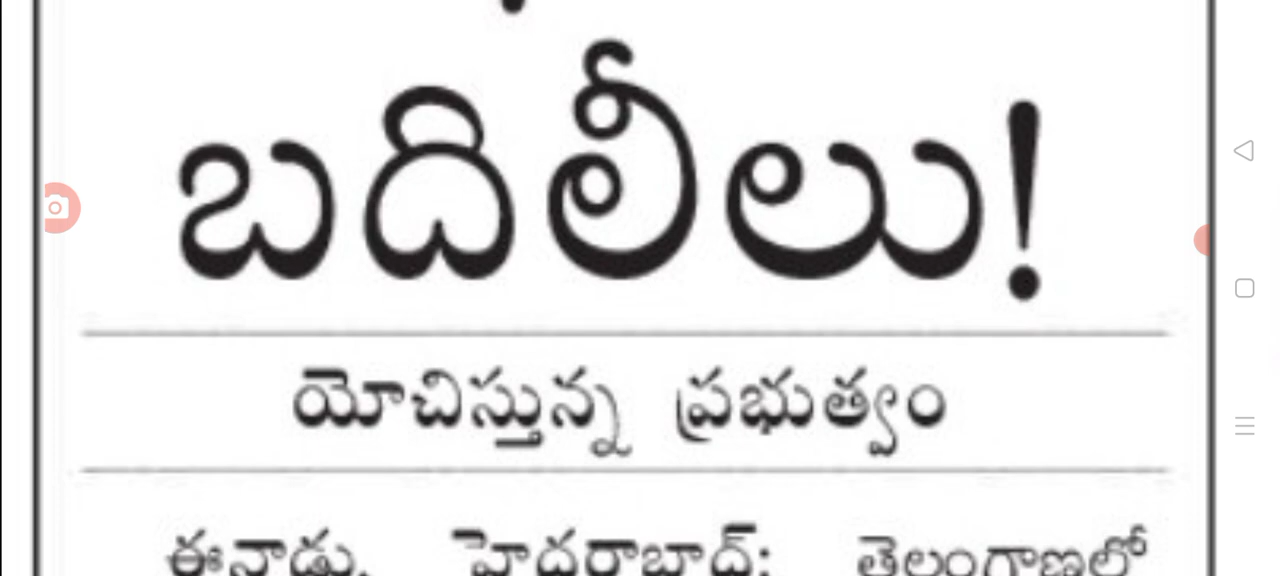 బదిలీలు!
యోచిస్తున్న ప్రభుత్వం
ఈనాడు, హైదరాబాద్: తెలంగాణలో